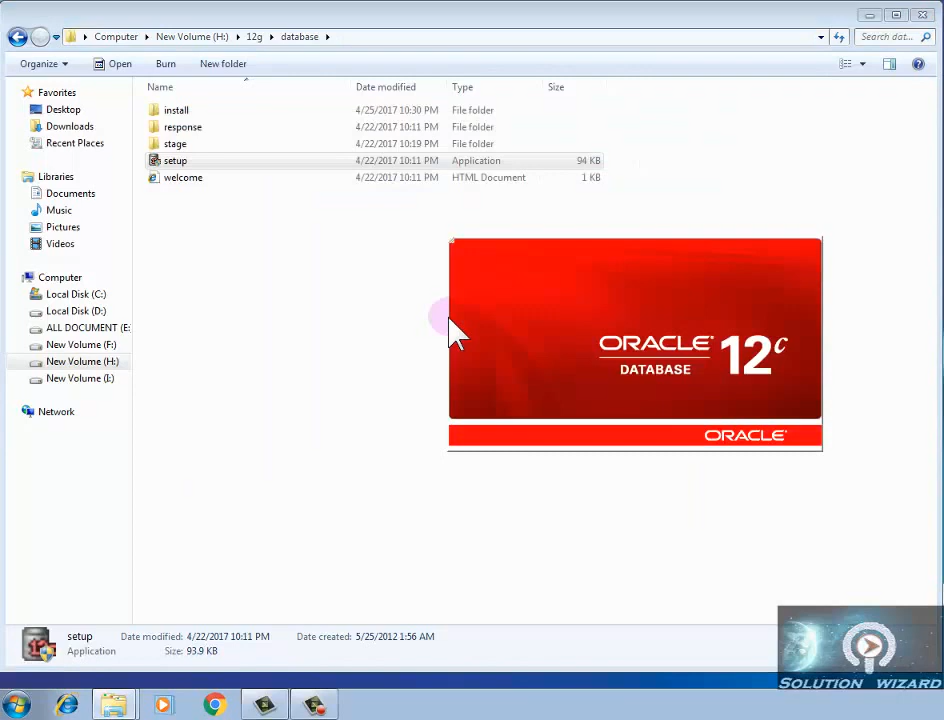 Computer New Volume (H:) 12g database
Search dat...
Organize Open Burn New folder
Name Date modified Type Size
install 4/25/2017 10:30 PM File folder
response 4/22/2017 10:11 PM File folder
stage 4/22/2017 10:19 PM File folder
setup 4/22/2017 10:11 PM Application 94 KB
welcome 4/22/2017 10:11 PM HTML Document 1 KB
Favorites
Desktop
Downloads
Recent Places
Libraries
Documents
Music
Pictures
Videos
Computer
Local Disk (C:)
Local Disk (D:)
ALL DOCUMENT (E:
New Volume (F:)
New Volume (H:)
New Volume (I:)
Network
ORACLE®
DATABASE
12c
ORACLE®
setup Date modified: 4/22/2017 10:11 PM Date created: 5/25/2012 1:56 AM
Application Size: 93.9 KB
SOLUTION WIZARD